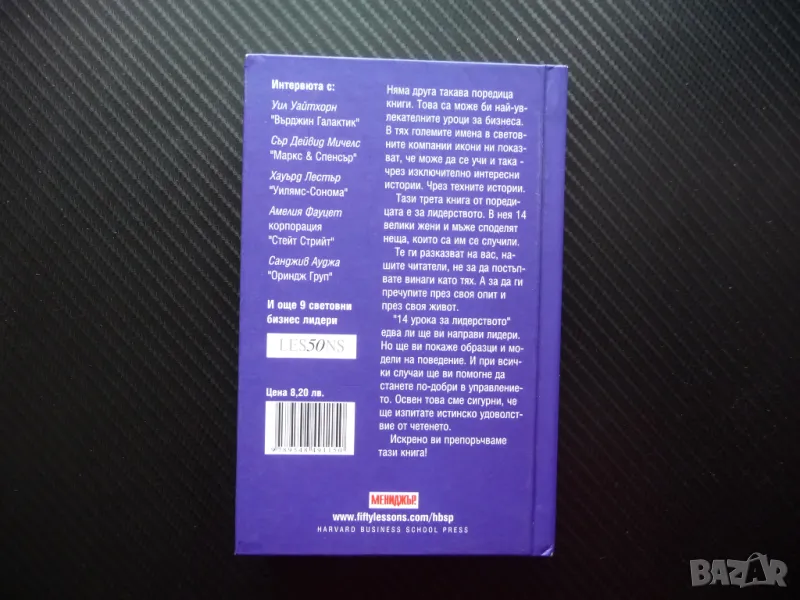 Интервюта с:
Уил Уайтхорн
"Върджин Галактик"
Сър Дейвид Мичелс
"Маркс & Спенсър"
Хауърд Лестър
"Уилямс-Сонома"
Амелия Фауцет
корпорация
"Стейт Стрийт"
Санджив Ауджа
"Ориндж Груп"
И още 9 световни
бизнес лидери
LES50NS
Цена 8,20 лв.
Няма друга такава поредица
книги. Това са може би най-ув-
лекателните уроци за бизнеса.
В тях големите имена в светов-
ните компании икони ни показ-
ват, че може да се учи и така -
чрез изключително интересни
истории. Чрез техните истории.
Тази трета книга от пореди-
цата е за лидерството. В нея 14
велики жени и мъже споделят
неща, които са им се случили.
Те ги разказват на вас, на-
шите читатели, не за да постъп-
вате винаги като тях. А за да ги
пречупите през своя опит и
през своя живот.
"14 урока за лидерството"
едва ли ще ви направи лидери.
Но ще ви покаже образци и мо-
дели на поведение. И при всич-
ки случаи ще ви помогне да
станете по-добри в управление-
то. Освен това сме сигурни, че
ще изпитате истинско удоволст-
вие от четенето.
Искрено ви препоръчваме
тази книга!
МЕНИДЖЪР
www.fiftylessons.com/hbsp
HARVARD BUSINESS SCHOOL PRESS
BAZAR